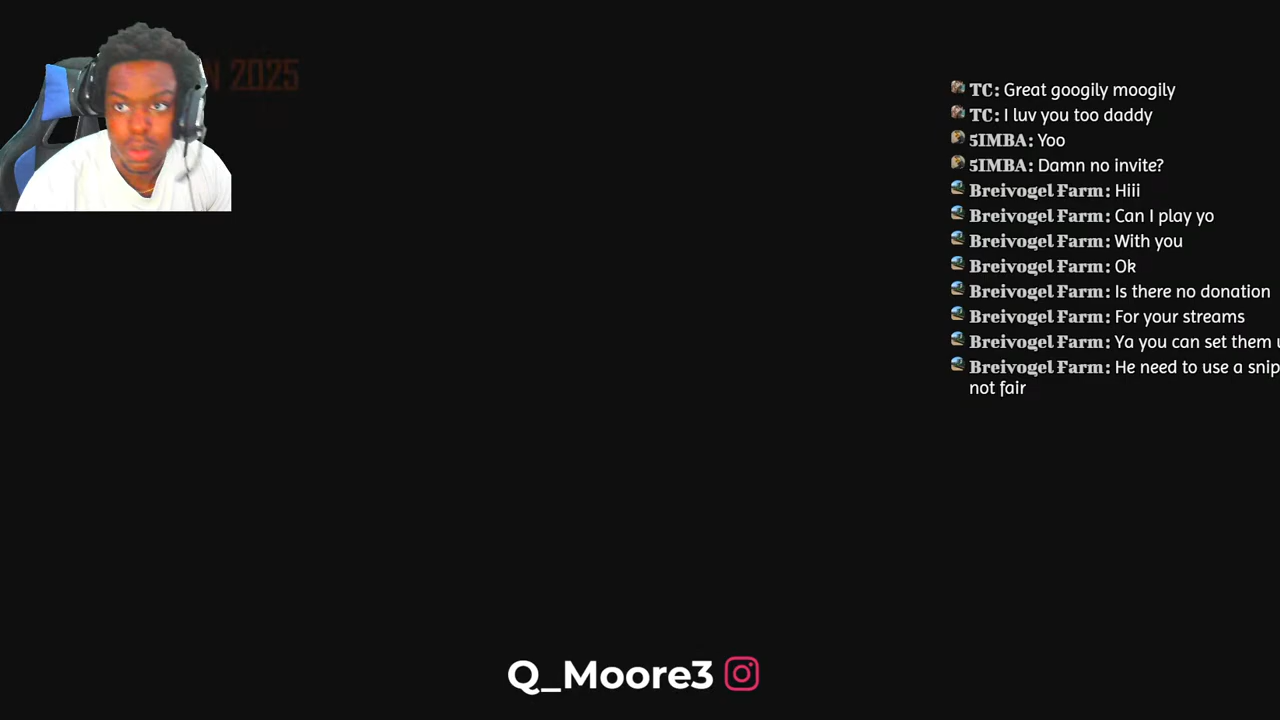 N 2025
TC: Great googily moogily
TC: I luv you too daddy
5IMBA: Yoo
5IMBA: Damn no invite?
Breivogel Farm: Hiii
Breivogel Farm: Can I play yo
Breivogel Farm: With you
Breivogel Farm: Ok
Breivogel Farm: Is there no donation
Breivogel Farm: For your streams
Breivogel Farm: Ya you can set them
Breivogel Farm: He need to use a
not fair
Q_Moore3